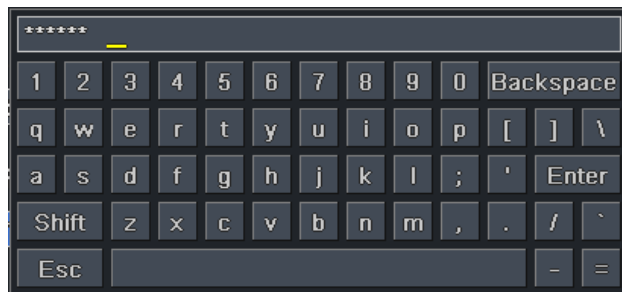 ******
1 2 3 4 5 6 7 8 9 0 Backspace
q w e r t y u i o p [ ] \
a s d f g h j k l ; ' Enter
Shift z x c v b n m , . / `
Esc - =